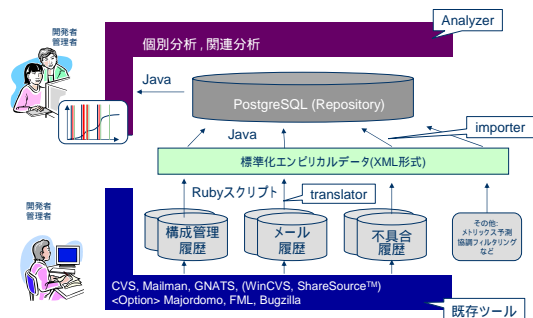 開発者
管理者
Analyzer
個別分析 , 関連分析
Java
PostgreSQL (Repository)
Java
importer
標準化エンピリカルデータ(XML形式)
Rubyスクリプト
translator
開発者
管理者
構成管理
履歴
メール
履歴
不具合
履歴
その他:
メトリックス予測
協調フィルタリング
など
CVS, Mailman, GNATS, (WinCVS, ShareSource™)
<Option> Majordomo, FML, Bugzilla
既存ツール